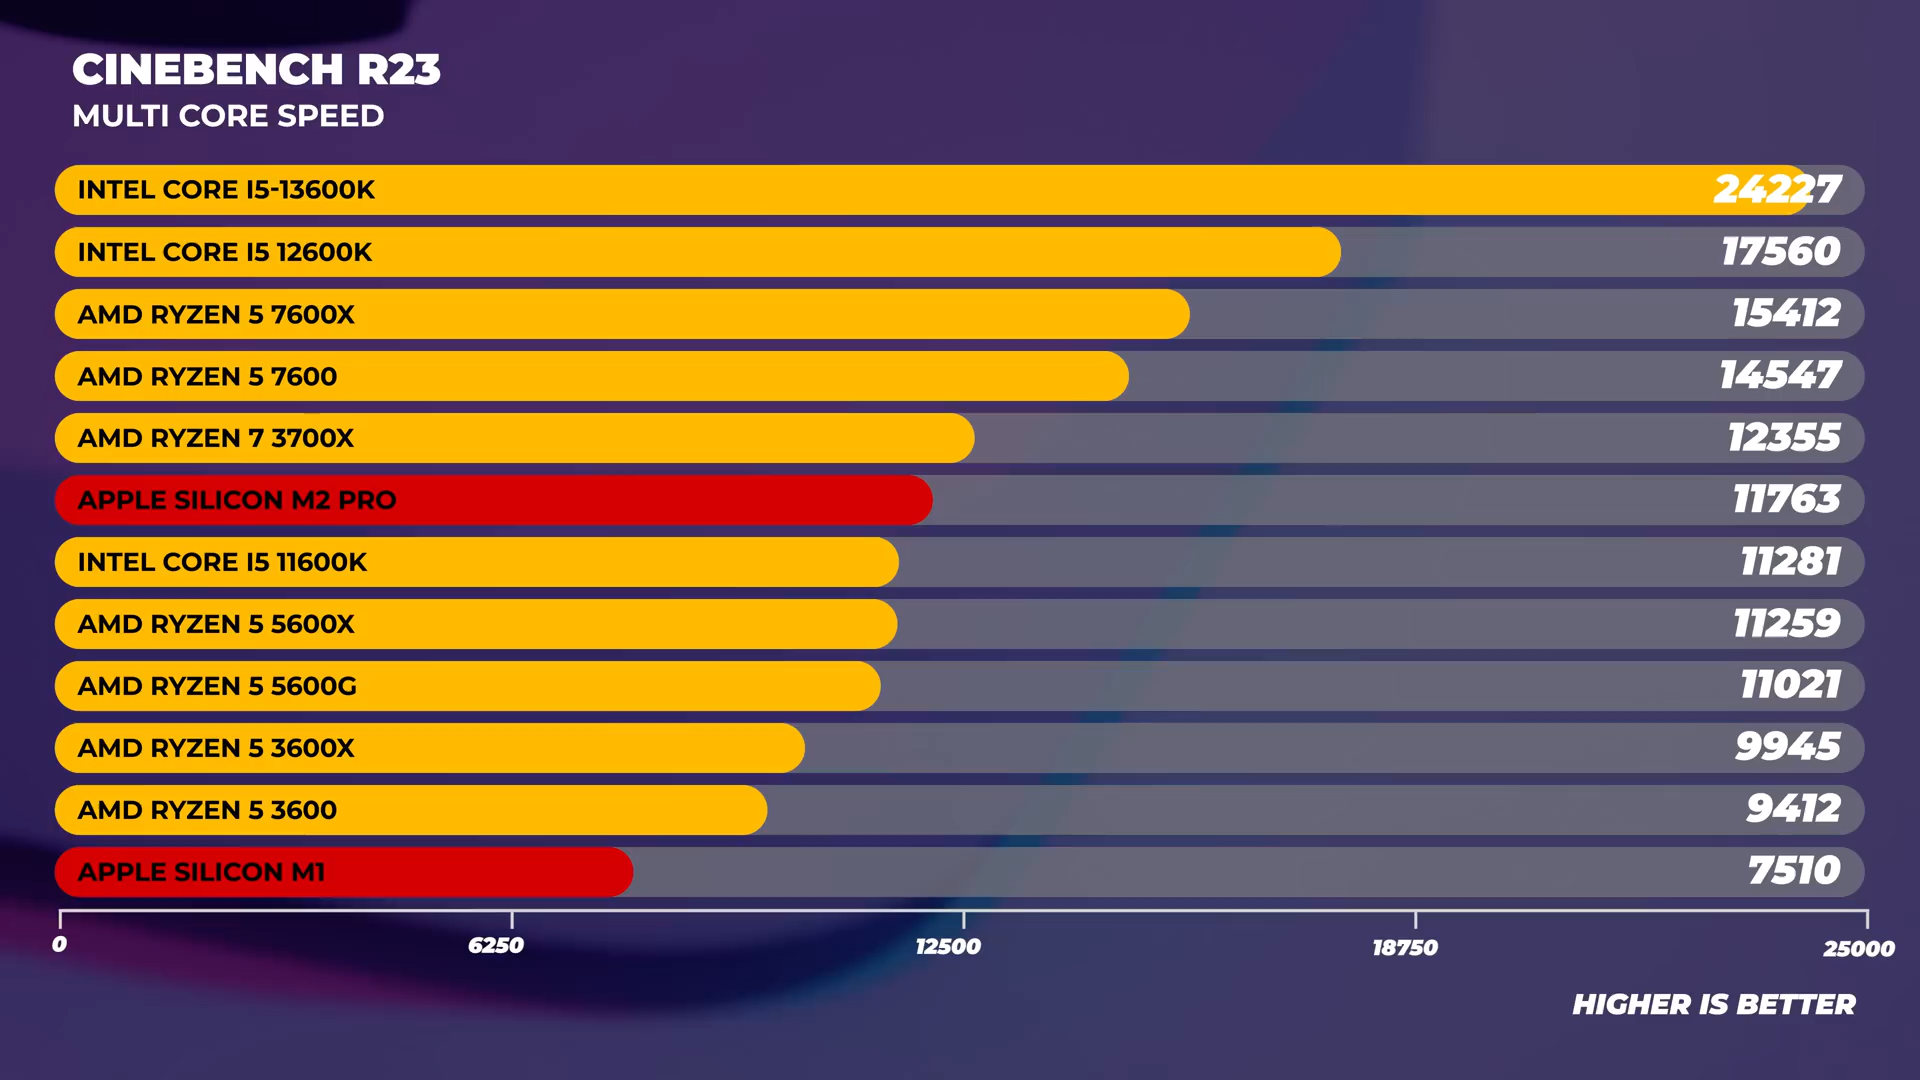 CINEBENCH R23
MULTI CORE SPEED
INTEL CORE I5-13600K 24227
INTEL CORE I5 12600K 17560
AMD RYZEN 5 7600X 15412
AMD RYZEN 5 7600 14547
AMD RYZEN 7 3700X 12355
APPLE SILICON M2 PRO 11763
INTEL CORE I5 11600K 11281
AMD RYZEN 5 5600X 11259
AMD RYZEN 5 5600G 11021
AMD RYZEN 5 3600X 9945
AMD RYZEN 5 3600 9412
APPLE SILICON M1 7510
0 6250 12500 18750 25000
HIGHER IS BETTER